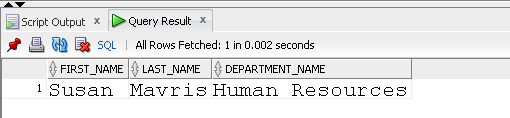 Script Output × Query Result ×
SQL | All Rows Fetched: 1 in 0.002 seconds
FIRST_NAME LAST_NAME DEPARTMENT_NAME
1 Susan Mavris Human Resources